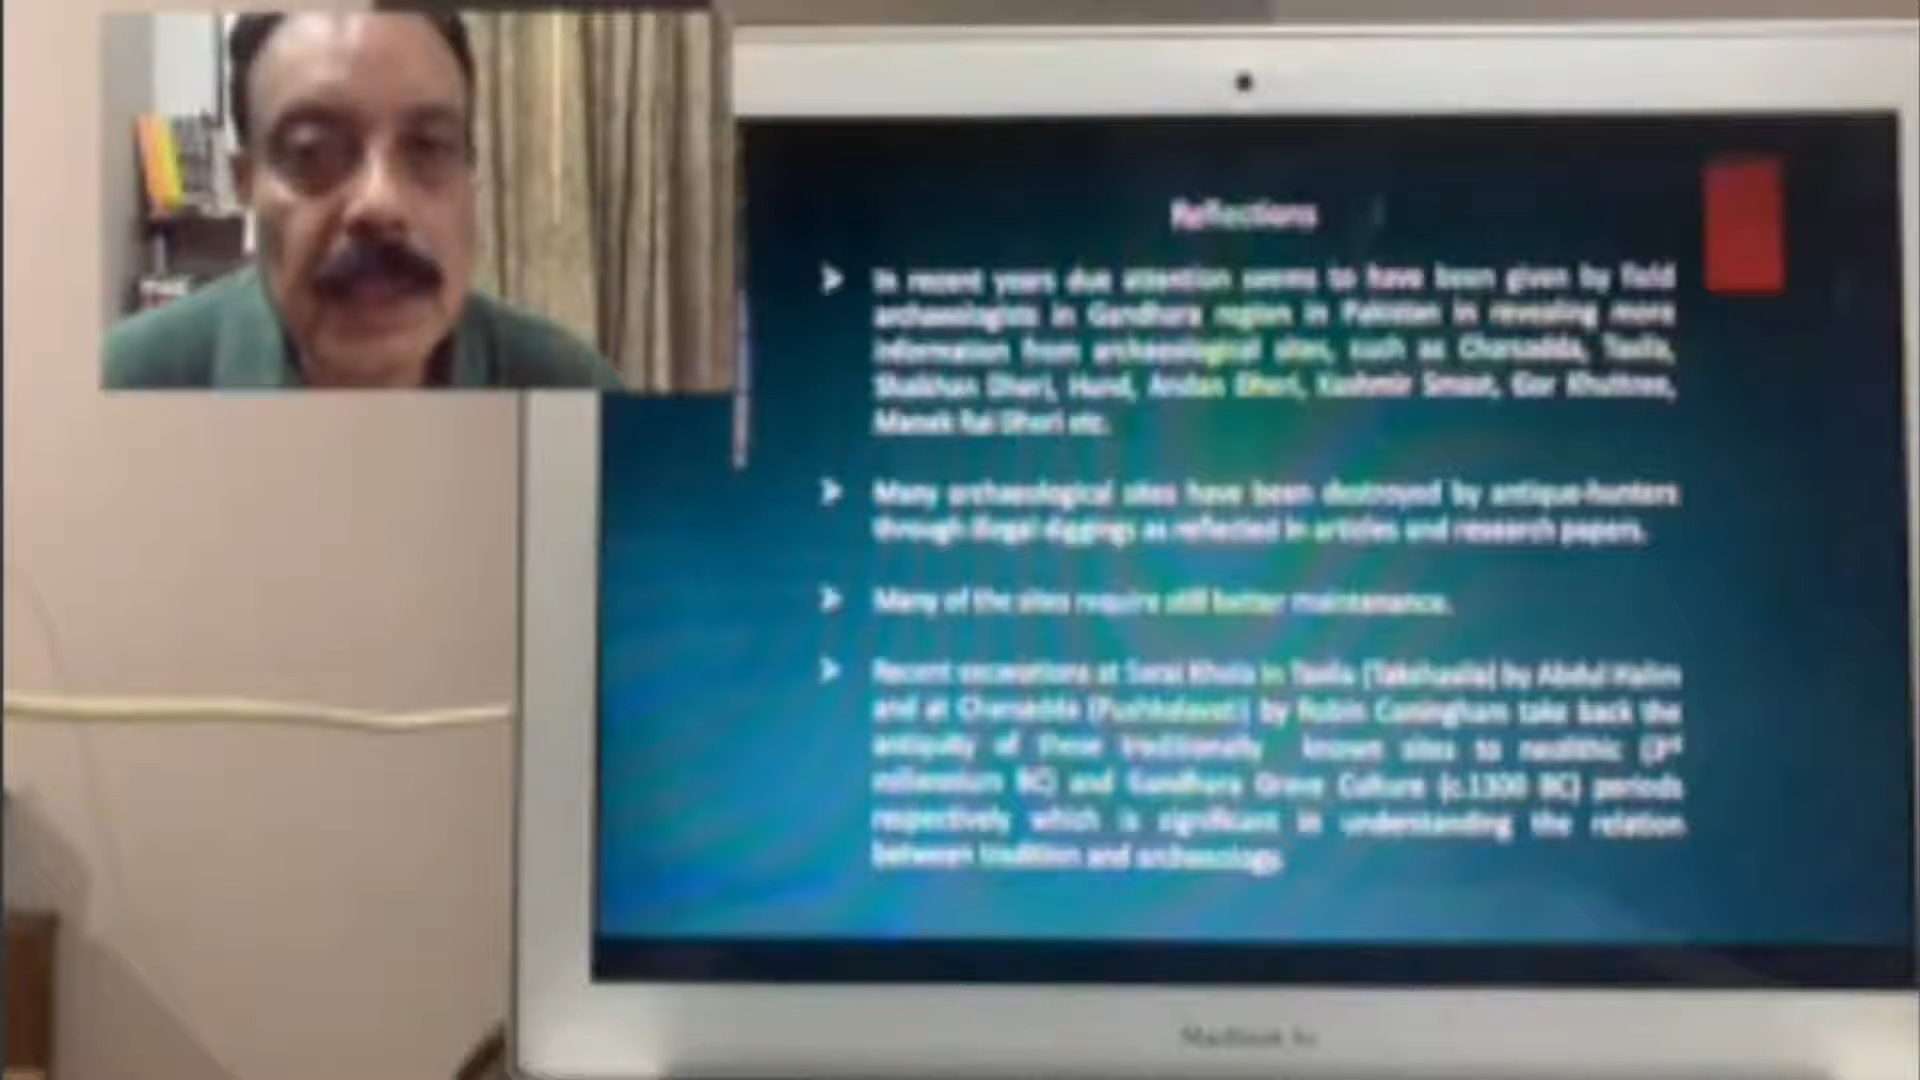 Reflections
➤ In recent years due attention seems to have been given by field
archaeologists in Gandhara region in Pakistan in revealing more
information from archaeological sites, such as Charsadda, Taxila,
Shaikhan Dheri, Hund, Andan Dheri, Kashmir Smast, Gor Khuttree,
Manek Rai Dheri etc.
➤ Many archaeological sites have been destroyed by antique-hunters
through illegal diggings as reflected in articles and research papers.
➤ Many of the sites require still better maintenance.
➤ Recent excavations at Sarai Khola in Taxila (Takshasila) by Abdul Halim
and at Charsadda (Pushkalavati) by Robin Coningham take back the
antiquity of these traditionally known sites to neolithic
millennium BC) and Gandhara Grave Culture (c.1300 BC) periods
respectively which is significant in understanding the relation
between tradition and archaeology.
MacBook Air